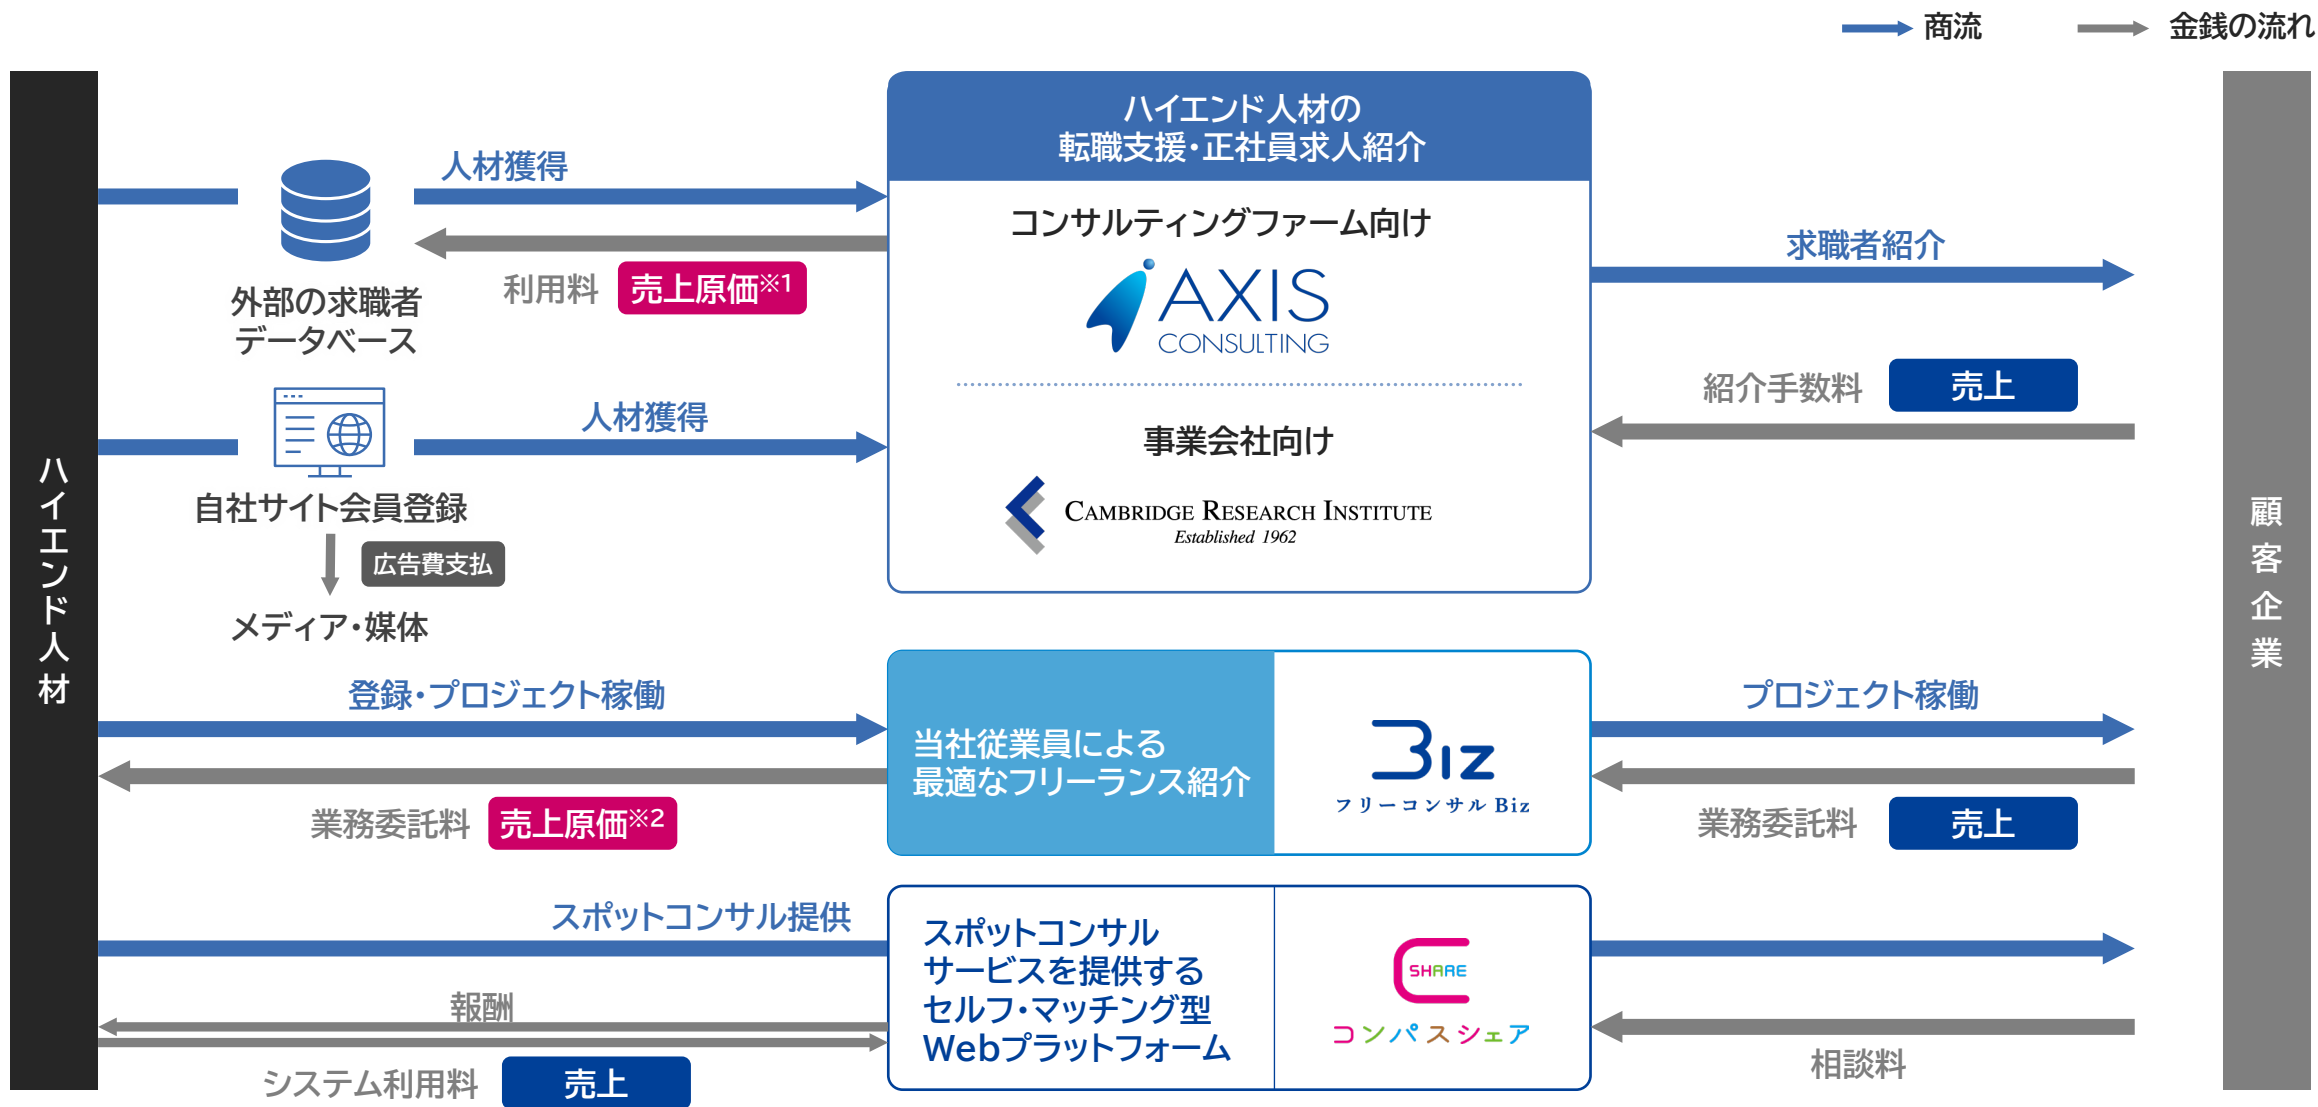 商流
金銭の流れ
ハイエンド人材
外部の求職者
データベース
人材獲得
利用料
売上原価※1
自社サイト会員登録
人材獲得
広告費支払
メディア・媒体
登録・プロジェクト稼働
業務委託料
売上原価※2
スポットコンサル提供
報酬
システム利用料
売上
ハイエンド人材の
転職支援・正社員求人紹介
コンサルティングファーム向け
AXIS
CONSULTING
事業会社向け
CAMBRIDGE RESEARCH INSTITUTE
Established 1962
当社従業員による
最適なフリーランス紹介
Biz
フリーコンサル Biz
スポットコンサル
サービスを提供する
セルフ・マッチング型
Webプラットフォーム
SHARE
コンパスシェア
求職者紹介
紹介手数料
売上
プロジェクト稼働
業務委託料
売上
相談料
顧客企業